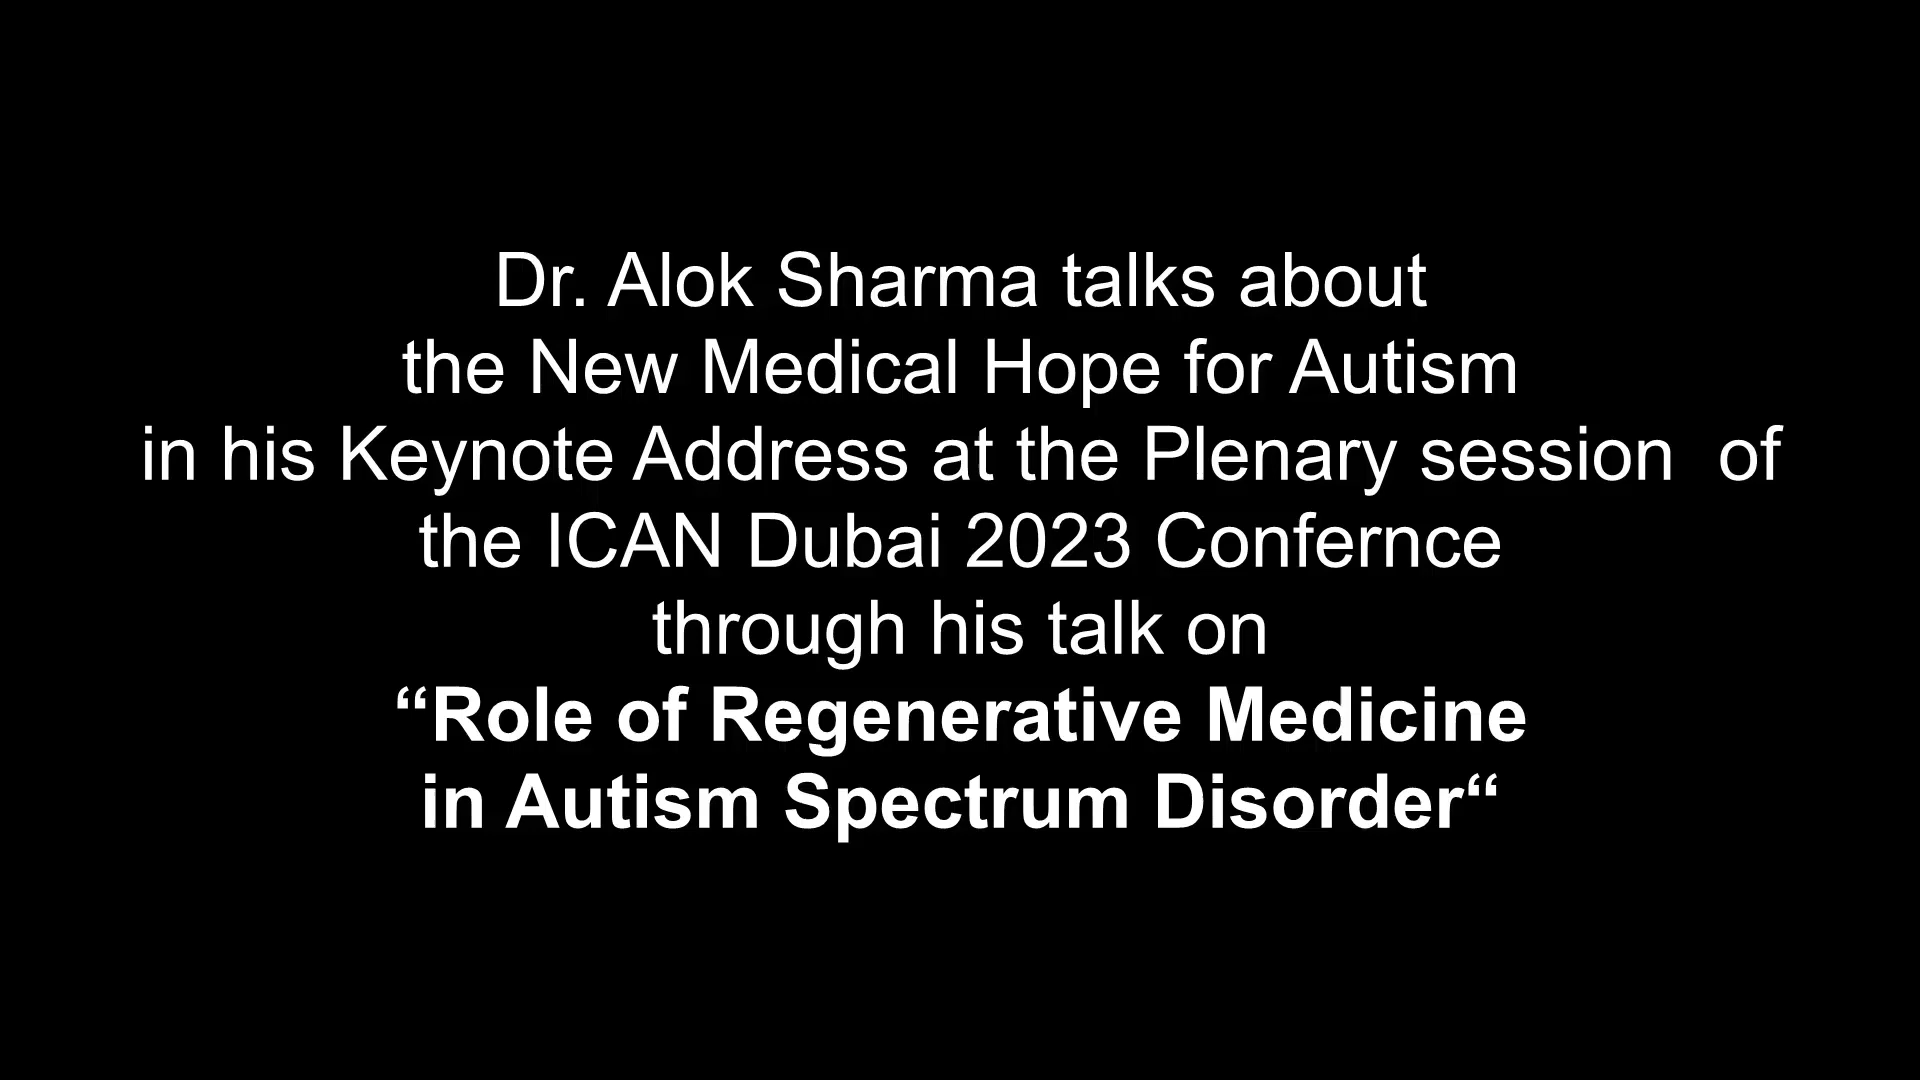 Dr. Alok Sharma talks about
the New Medical Hope for Autism
in his Keynote Address at the Plenary session  of
the ICAN Dubai 2023 Confernce
through his talk on
“Role of Regenerative Medicine
in Autism Spectrum Disorder“